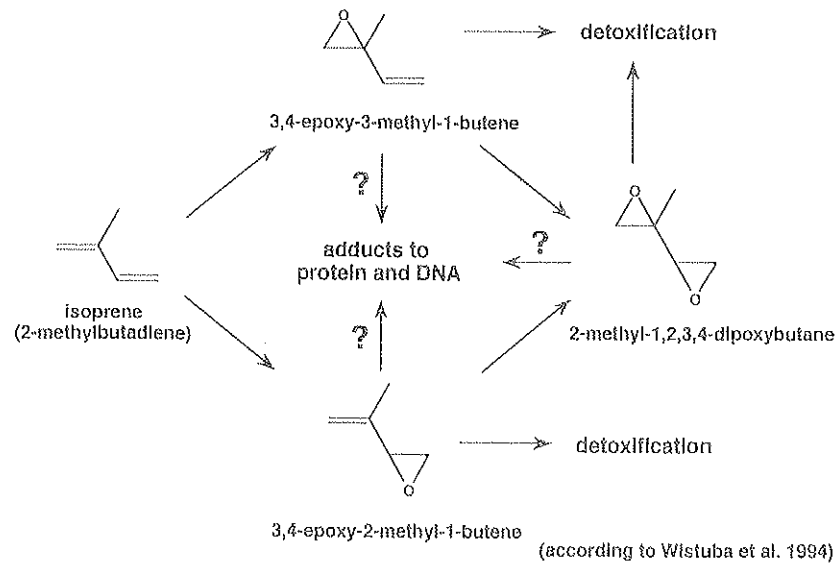 O
detoxification
3,4-epoxy-3-methyl-1-butene
?
O
adducts to
protein and DNA
?
isoprene
(2-methylbutadiene)
O
2-methyl-1,2,3,4-dipoxybutane
?
detoxification
O
3,4-epoxy-2-methyl-1-butene
(according to Wistuba et al. 1994)